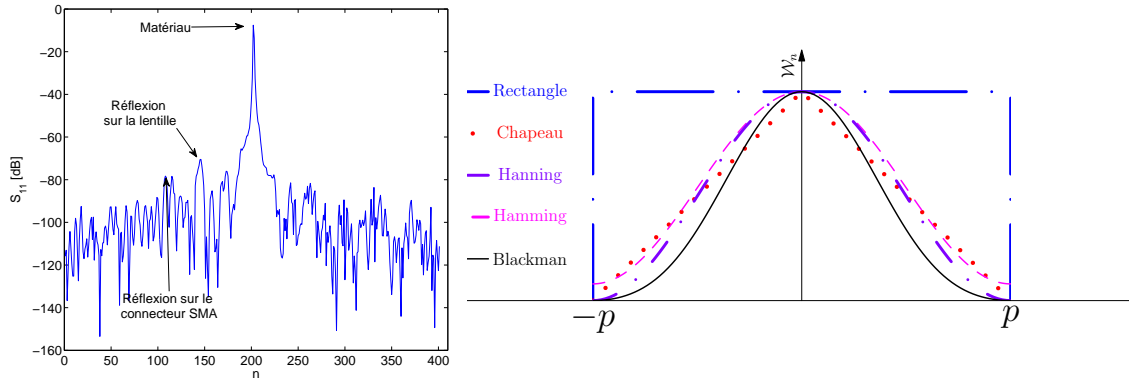 0
−20
−40
−60
−80
−100
−120
−140
−160
S11 [dB]
0 50 100 150 200 250 300 350 400
n
Matériau
Réflexion
sur la lentille
Réflexion sur le
connecteur SMA
𝒲n
Rectangle
Chapeau
Hanning
Hamming
Blackman
−p
p